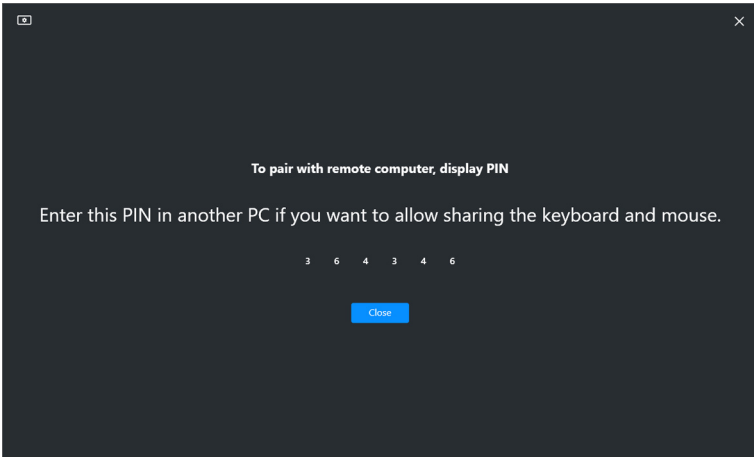 To pair with remote computer, display PIN
Enter this PIN in another PC if you want to allow sharing the keyboard and mouse.
3 6 4 3 4 6
Close